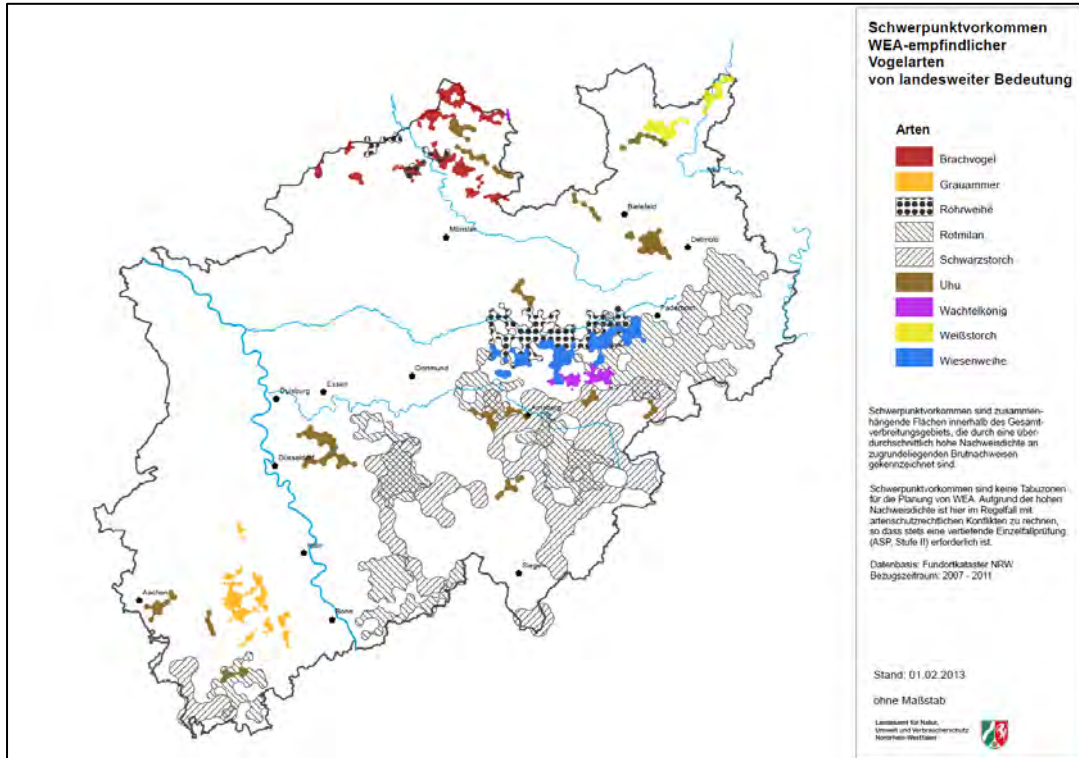 Schwerpunktvorkommen
WEA-empfindlicher
Vogelarten
von landesweiter Bedeutung
Arten
Brachvogel
Grauammer
Rohrweihe
Rotmilan
Schwarzstorch
Uhu
Wachtelkönig
Weißstorch
Wiesenweihe
Schwerpunktvorkommen sind zusammen-
hängende Flächen innerhalb des Gesamt-
verbreitungsgebiets, die durch eine über-
durchschnittlich hohe Nachweisdichte an
zugrundeliegenden Brutnachweisen
gekennzeichnet sind.
Schwerpunktvorkommen sind keine Tabuzonen
für die Planung von WEA. Aufgrund der hohen
Nachweisdichte ist hier im Regelfall mit
artenschutzrechtlichen Konflikten zu rechnen,
so dass stets eine vertiefende Einzelfallprüfung
(ASP, Stufe II) erforderlich ist.
Datenbasis: Fundortkataster NRW
Bezugszeitraum: 2007 - 2011
Stand: 01.02.2013
ohne Maßstab
Landesamt für Natur,
Umwelt und Verbraucherschutz
Nordrhein-Westfalen
Bielefeld
Münster
Detmold
Paderborn
Dortmund
Essen
Duisburg
Arnsberg
Düsseldorf
Köln
Siegen
Aachen
Bonn